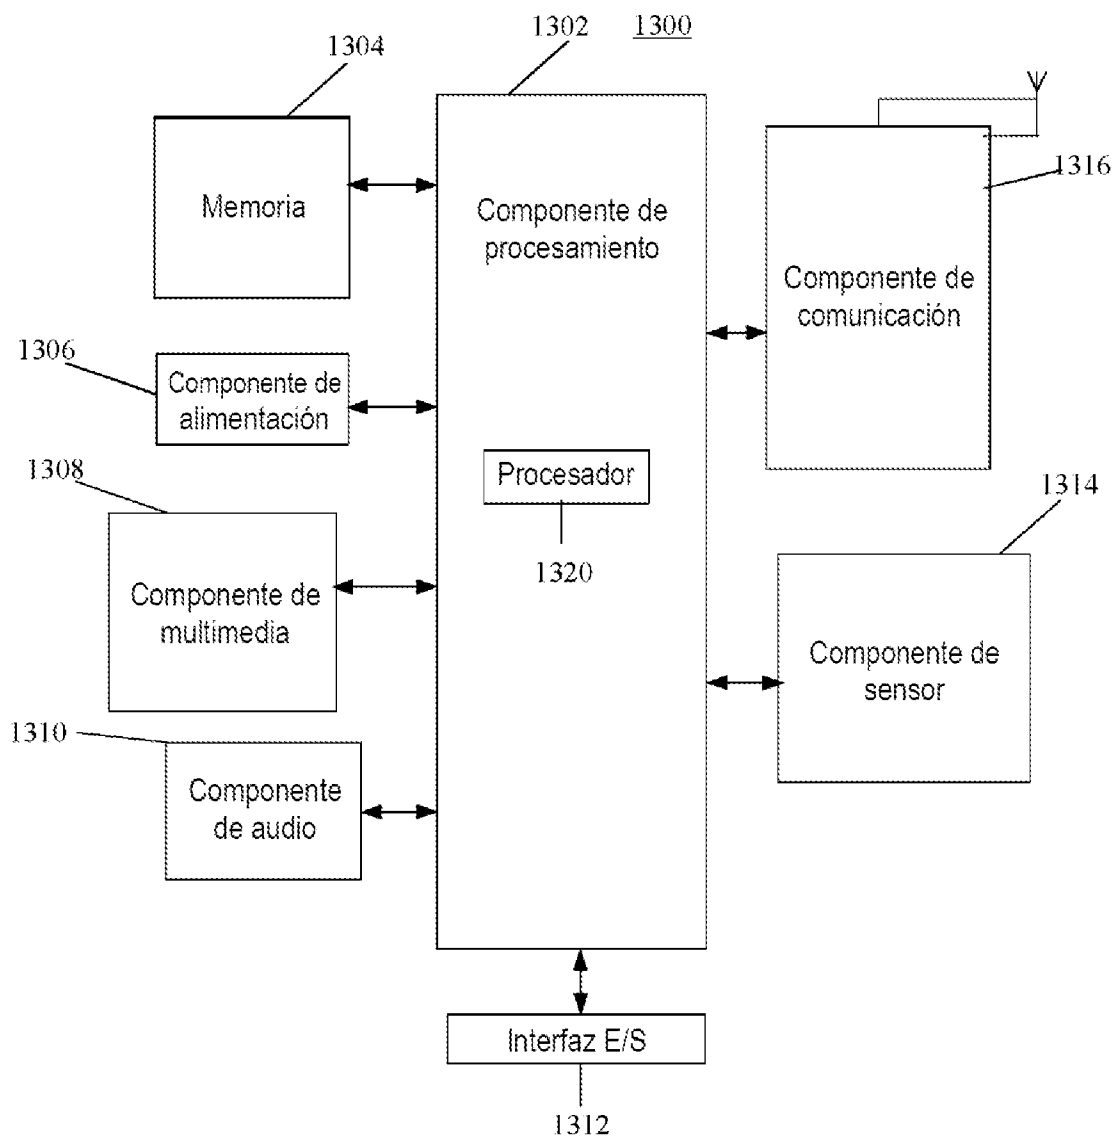 1302
1300
1304
1316
Memoria
Componente de
procesamiento
Componente de
comunicación
1306
Componente de
alimentación
1308
Procesador
1314
1320
Componente de
multimedia
Componente de
sensor
1310
Componente
de audio
Interfaz E/S
1312